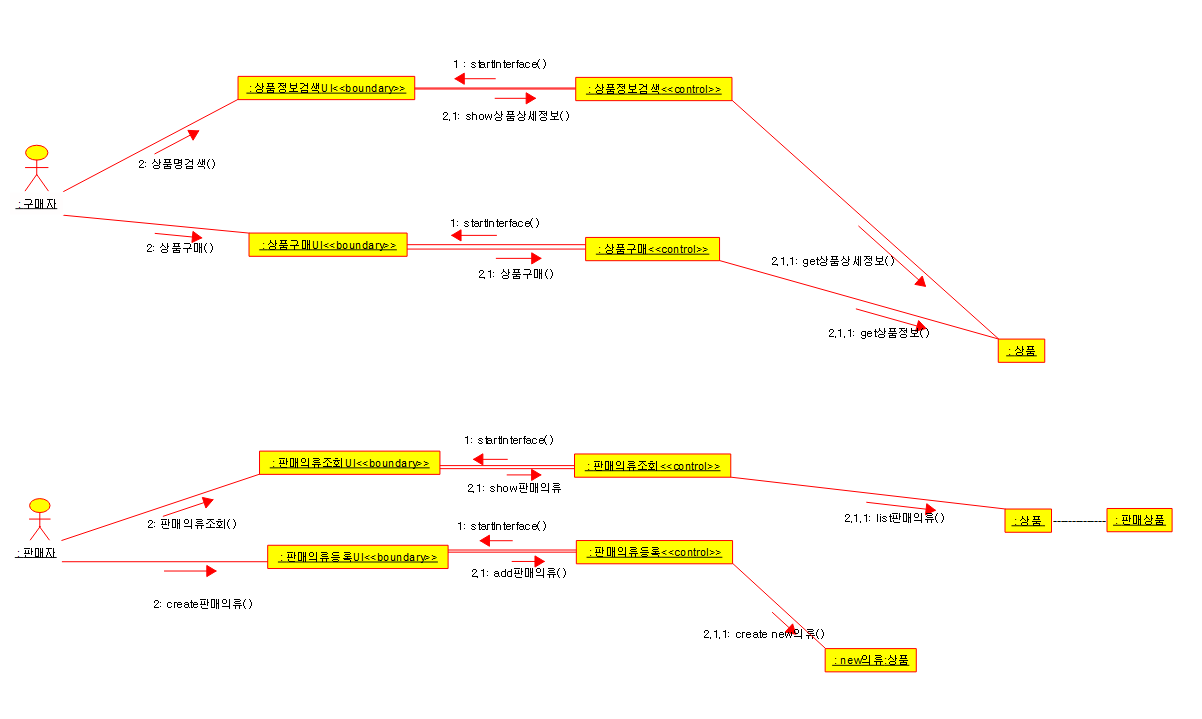 1 : startInterface()
: 상품정보검색UI<<boundary>>
: 상품정보검색<<control>>
2.1: show상품상세정보()
2: 상품명검색()
: 구매자
1: startInterface()
2: 상품구매()
: 상품구매UI<<boundary>>
: 상품구매<<control>>
2.1: 상품구매()
2.1.1: get상품상세정보()
2.1.1: get상품정보()
: 상품
1: startInterface()
: 판매의류조회UI<<boundary>>
: 판매의류조회<<control>>
2.1: show판매의류
2: 판매의류조회()
2.1.1: list판매의류()
: 상품
: 판매상품
1: startInterface()
: 판매자
: 판매의류등록UI<<boundary>>
: 판매의류등록<<control>>
2.1: add판매의류()
2: create판매의류()
2.1.1: create new의류()
: new의류:상품